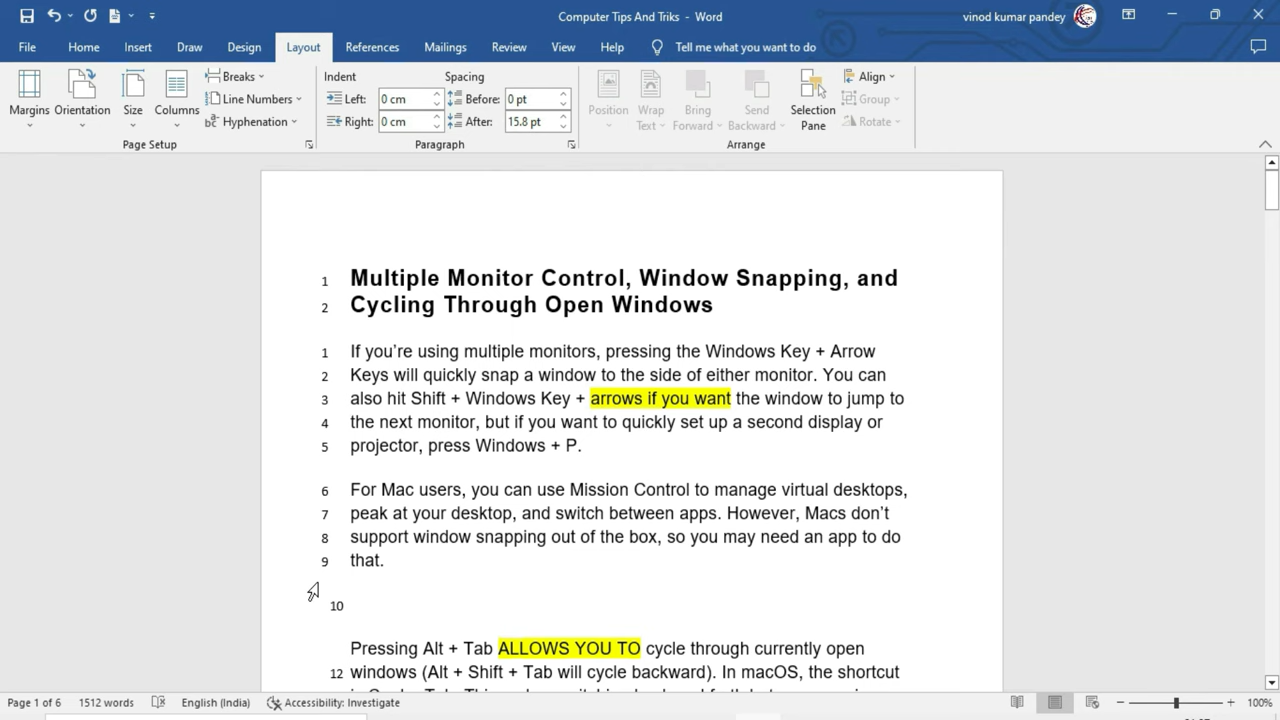 Computer Tips And Triks - Word
vinod kumar pandey
File Home Insert Draw Design Layout References Mailings Review View Help Tell me what you want to do
Margins
Orientation
Size
Columns
Breaks
Line Numbers
Hyphenation
Page Setup
Indent
Left: 0 cm
Right: 0 cm
Spacing
Before: 0 pt
After: 15.8 pt
Paragraph
Position
Wrap
Text
Bring
Forward
Send
Backward
Selection
Pane
Align
Group
Rotate
Arrange
1 Multiple Monitor Control, Window Snapping, and
2 Cycling Through Open Windows
1 If you’re using multiple monitors, pressing the Windows Key + Arrow
2 Keys will quickly snap a window to the side of either monitor. You can
3 also hit Shift + Windows Key + arrows if you want the window to jump to
4 the next monitor, but if you want to quickly set up a second display or
5 projector, press Windows + P.
6 For Mac users, you can use Mission Control to manage virtual desktops,
7 peak at your desktop, and switch between apps. However, Macs don’t
8 support window snapping out of the box, so you may need an app to do
9 that.
10
Pressing Alt + Tab ALLOWS YOU TO cycle through currently open
12 windows (Alt + Shift + Tab will cycle backward). In macOS, the shortcut
Page 1 of 6 1512 words English (India) Accessibility: Investigate 100%